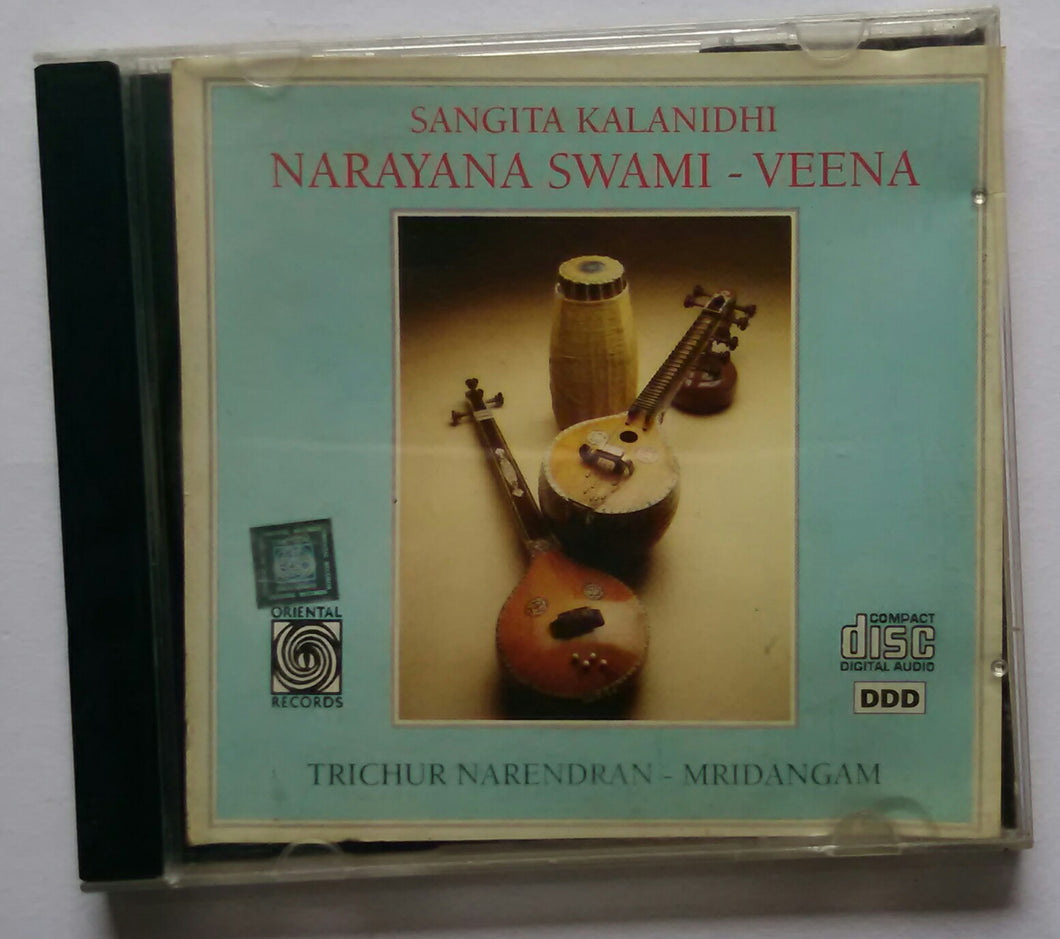 SANGITA KALANIDHI
NARAYANA SWAMI - VEENA
ORIENTAL
RECORDS
COMPACT
disc
DIGITAL AUDIO
DDD
TRICHUR NARENDRAN - MRIDANGAM